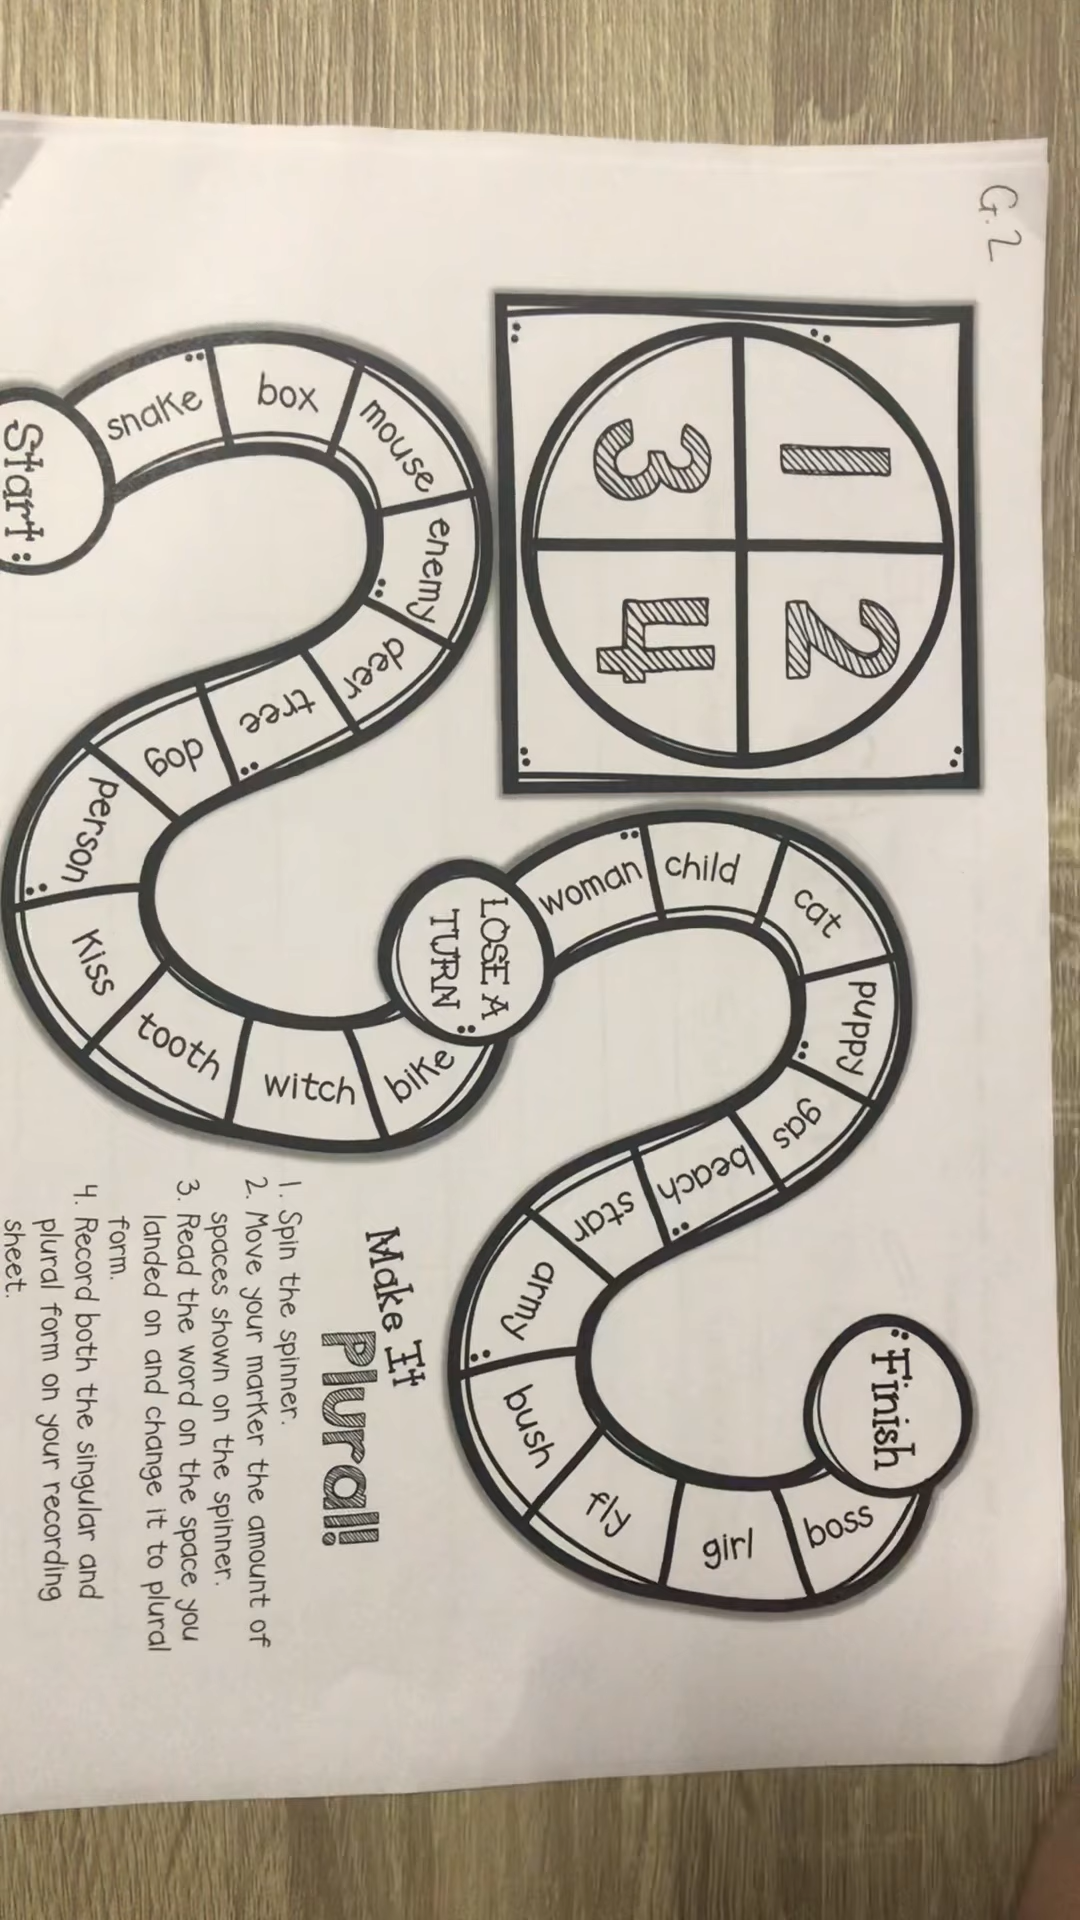 G.2
1
2
3
4
Start
snake
box
mouse
enemy
deer
tree
dog
person
kiss
tooth
witch
bike
LOSE A
TURN
woman
child
cat
puppy
gas
beach
star
army
bush
fly
girl
boss
Finish
Make It
Plural!
1. Spin the spinner.
2. Move your marker the amount of
spaces shown on the spinner.
3. Read the word on the space you
landed on and change it to plural
form.
4. Record both the singular and
plural form on your recording
sheet.